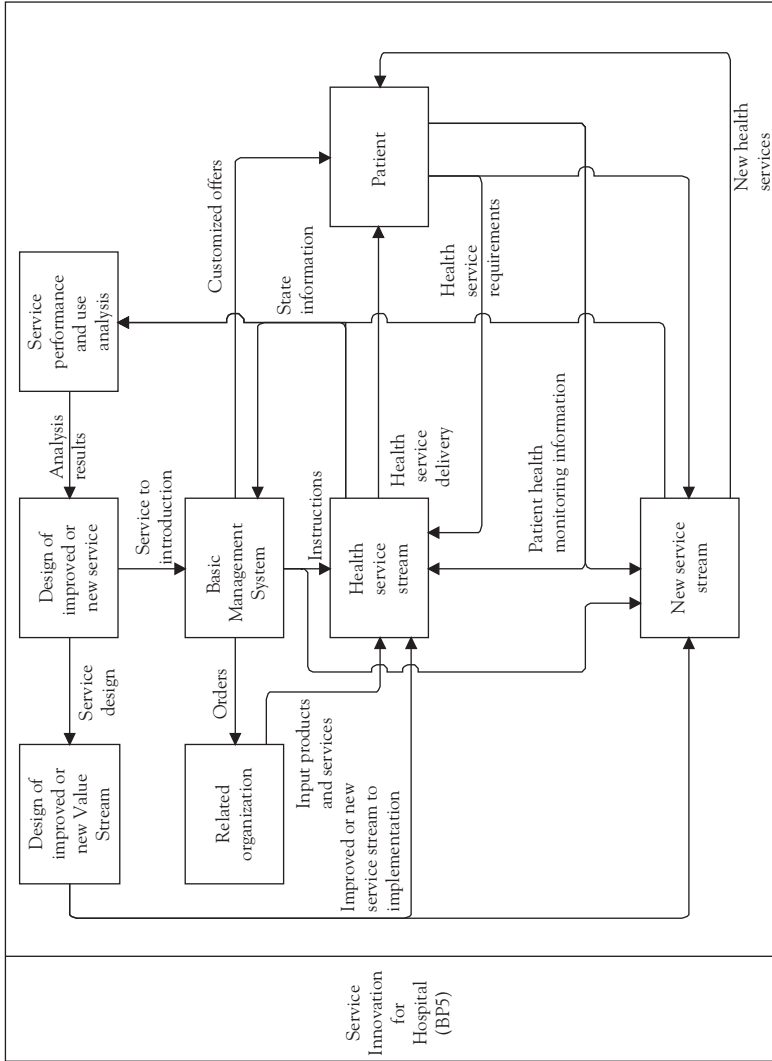 Service
Innovation
for
Hospital
(BP5)
Design of
improved or
new Value
Stream
Service
design
Design of
improved or
new service
Analysis
results
Service
performance
and use
analysis
Service to
introduction
Related
organization
Orders
Basic
Management
System
Customized offers
State
information
Instructions
Input products
and services
Improved or new
service stream to
implementation
Health
service
stream
Health
service
delivery
Patient
Health
service
requirements
Patient health
monitoring information
New service
stream
New health
services